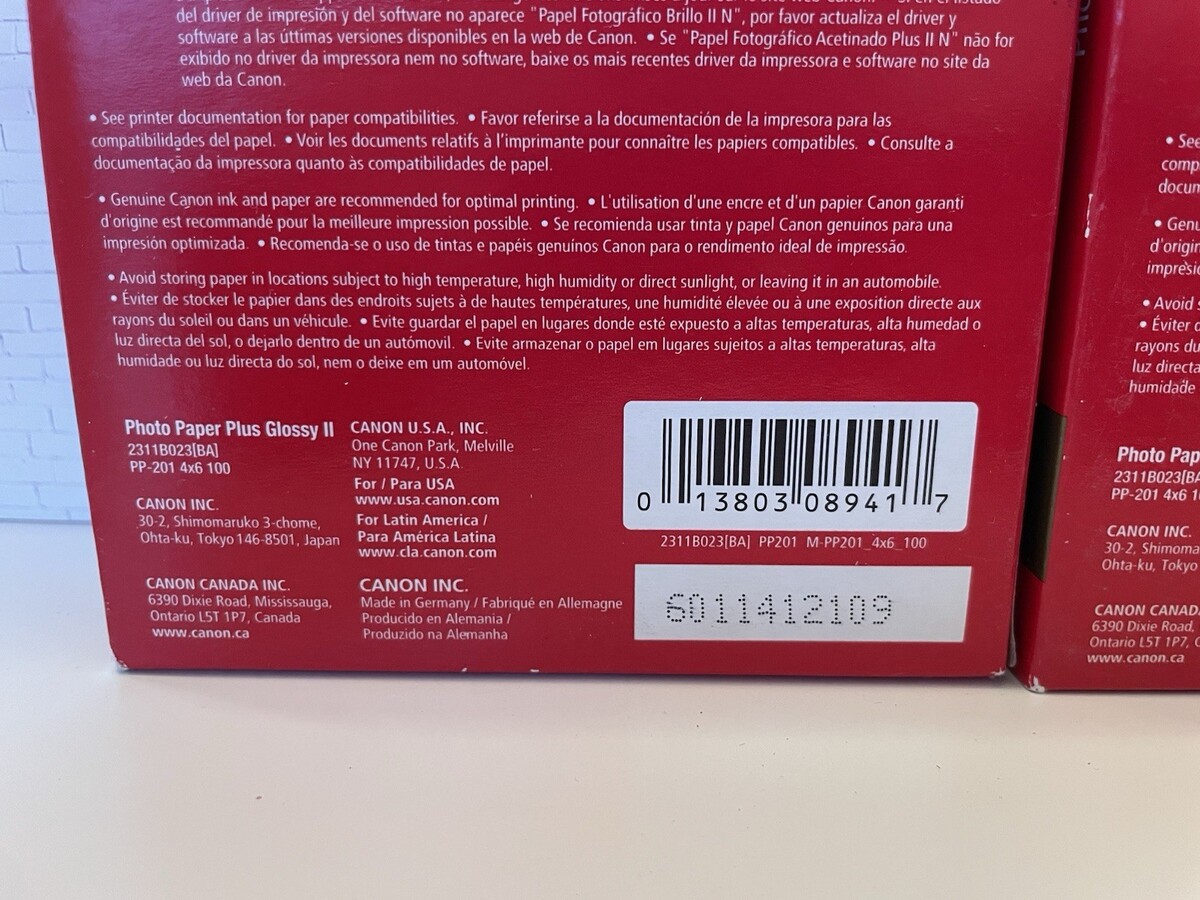 del driver de impresión y del software no aparece "Papel Fotográfico Brillo II N", por favor actualiza el driver y
software a las úttimas versiones disponibles en la web de Canon. • Se "Papel Fotográfico Acetinado Plus II N" não for
exibido no driver da impressora nem no software, baixe os mais recentes driver da impressora e software no site da
web da Canon.
• See printer documentation for paper compatibilities. • Favor referirse a la documentación de la impresora para las
compatibilidades del papel. • Voir les documents relatifs à l'imprimante pour connaître les papiers compatibles. • Consulte a
documentação da impressora quanto às compatibilidades de papel.
• Genuine Canon ink and paper are recommended for optimal printing. • L'utilisation d'une encre et d'un papier Canon garanti
d'origine est recommandé pour la meilleure impression possible. • Se recomienda usar tinta y papel Canon genuinos para una
impresión optimizada. • Recomenda-se o uso de tintas e papéis genuínos Canon para o rendimento ideal de impressão.
• Avoid storing paper in locations subject to high temperature, high humidity or direct sunlight, or leaving it in an automobile.
• Éviter de stocker le papier dans des endroits sujets à de hautes températures, une humidité élevée ou à une exposition directe aux
rayons du soleil ou dans un véhicule. • Evite guardar el papel en lugares donde esté expuesto a altas temperaturas, alta humedad o
luz directa del sol, o dejarlo dentro de un autómovil. • Evite armazenar o papel em lugares sujeitos a altas temperaturas, alta
humidade ou luz directa do sol, nem o deixe em um automóvel.
Photo Paper Plus Glossy II
2311B023[BA]
PP-201 4x6 100
CANON INC.
30-2, Shimomaruko 3-chome,
Ohta-ku, Tokyo 146-8501, Japan
CANON CANADA INC.
6390 Dixie Road, Mississauga,
Ontario L5T 1P7, Canada
www.canon.ca
CANON U.S.A., INC.
One Canon Park, Melville
NY 11747, U.S.A.
For / Para USA
www.usa.canon.com
For Latin America /
Para América Latina
www.cla.canon.com
CANON INC.
Made in Germany / Fabriqué en Allemagne
Producido en Alemania /
Produzido na Alemanha
0 13803 08941 7
2311B023[BA] PP201 M-PP201_4x6_100
6011412109
• See
• Avoid
• Éviter
rayons du
luz directa
humidade
Photo
2311B023[BA
PP-201 4x6
CANON INC.
30-2,
Ohta-ku, Tokyo
CANON
6390 Dixie Road,
Ontario L5T 1P7,
www.canon.ca